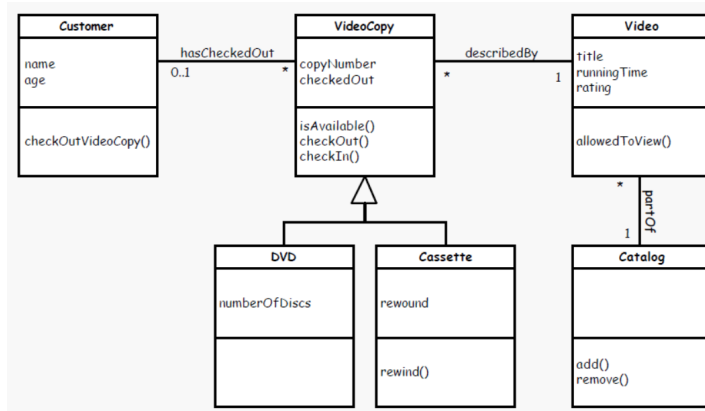 Customer
name
age
checkOutVideoCopy()
hasCheckedOut
0..1
*
VideoCopy
copyNumber
checkedOut
isAvailable()
checkOut()
checkIn()
describedBy
*
1
Video
title
runningTime
rating
allowedToView()
*
partOf
1
DVD
numberOfDiscs
Cassette
rewound
rewind()
Catalog
add()
remove()